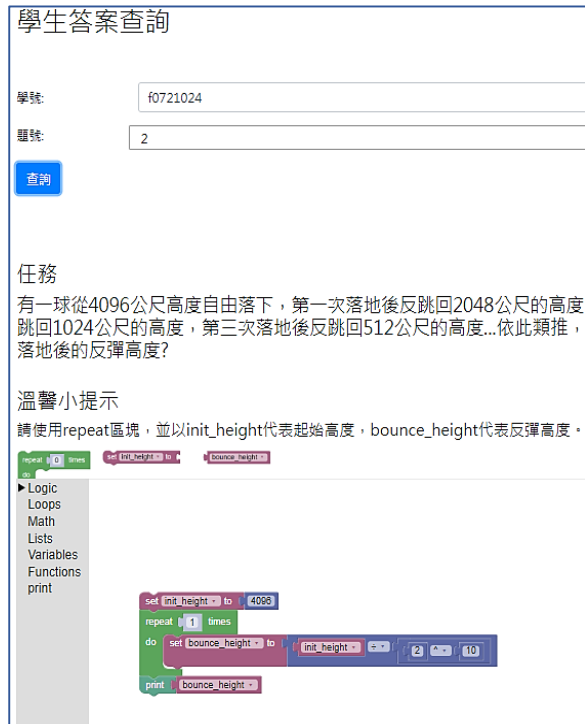 學生答案查詢
學號:
f0721024
題號:
2
查詢
任務
有一球從4096公尺高度自由落下，第一次落地後反跳回2048公尺的高度
跳回1024公尺的高度，第三次落地後反跳回512公尺的高度...依此類推，
落地後的反彈高度?
溫馨小提示
請使用repeat區塊，並以init_height代表起始高度，bounce_height代表反彈高度。
repeat 0 times set init_height to bounce_height
do
Logic
Loops
Math
Lists
Variables
Functions
print
set init_height to 4096
repeat 1 times
do set bounce_height to init_height ÷ 2 ^ 10
print bounce_height